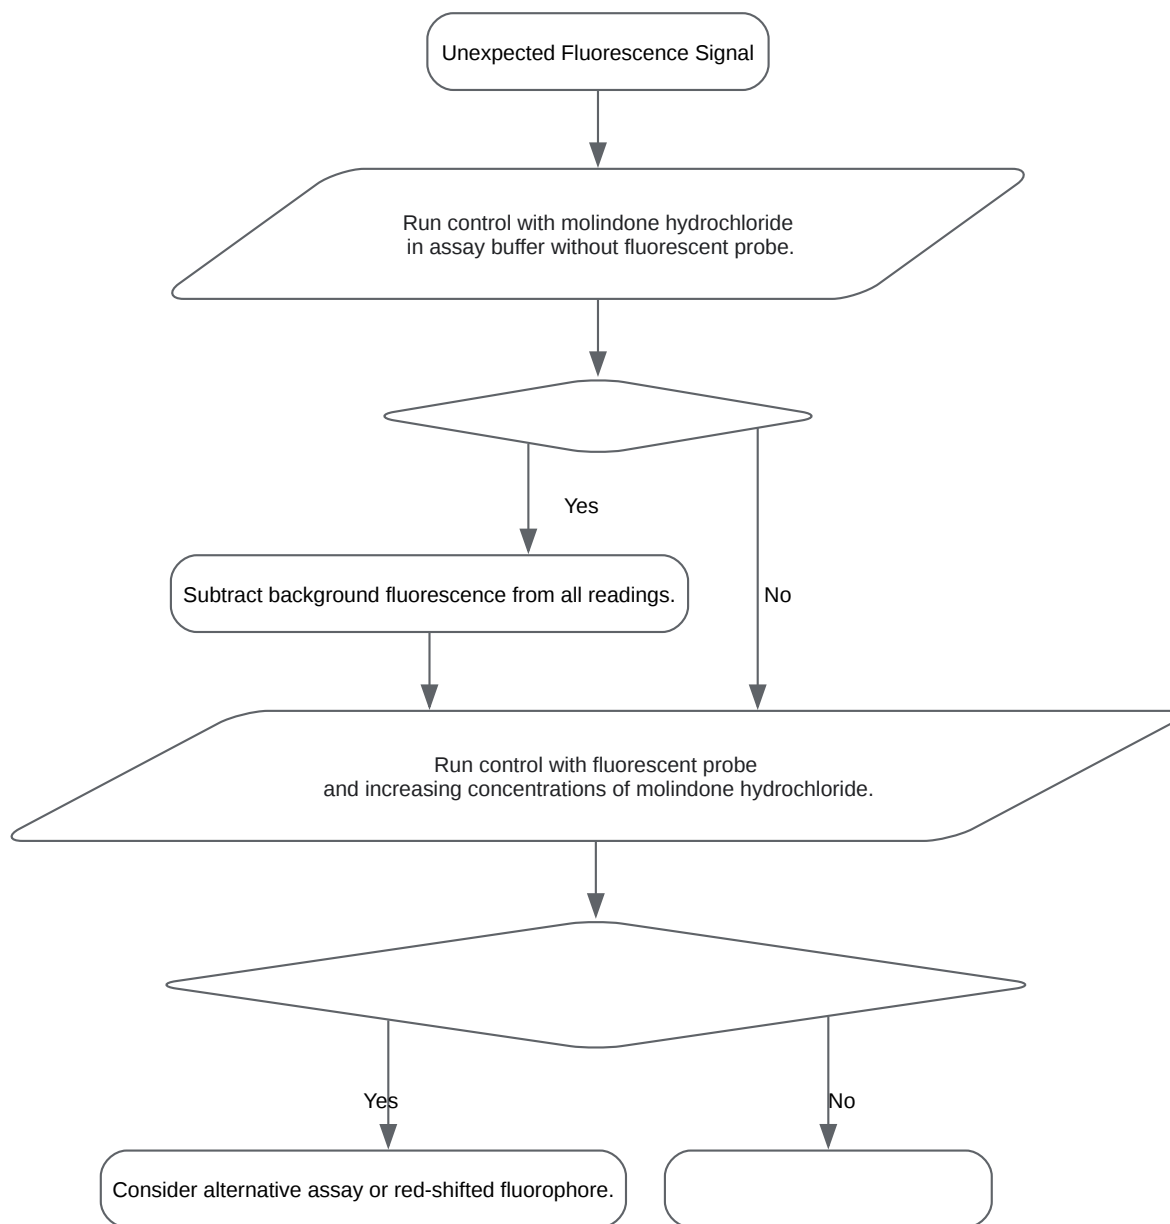 Unexpected Fluorescence Signal
Run control with molindone hydrochloride
in assay buffer without fluorescent probe.
Yes
Subtract background fluorescence from all readings.
No
Run control with fluorescent probe
and increasing concentrations of molindone hydrochloride.
Yes
No
Consider alternative assay or red-shifted fluorophore.